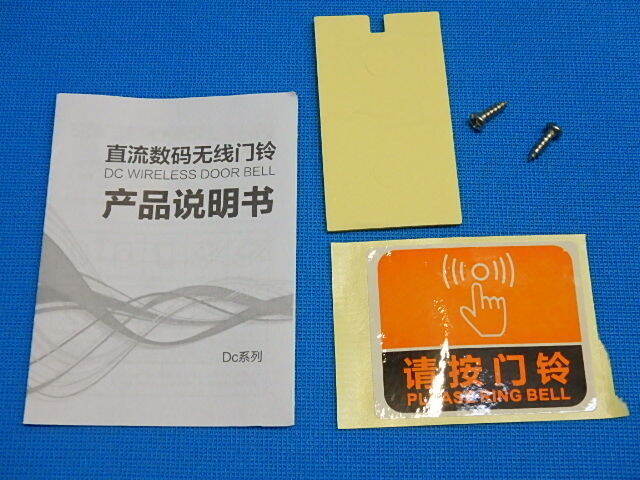 直流数码无线门铃
DC WIRELESS DOOR BELL
产品说明书
Dc系列
请按门铃
PLEASE RING BELL